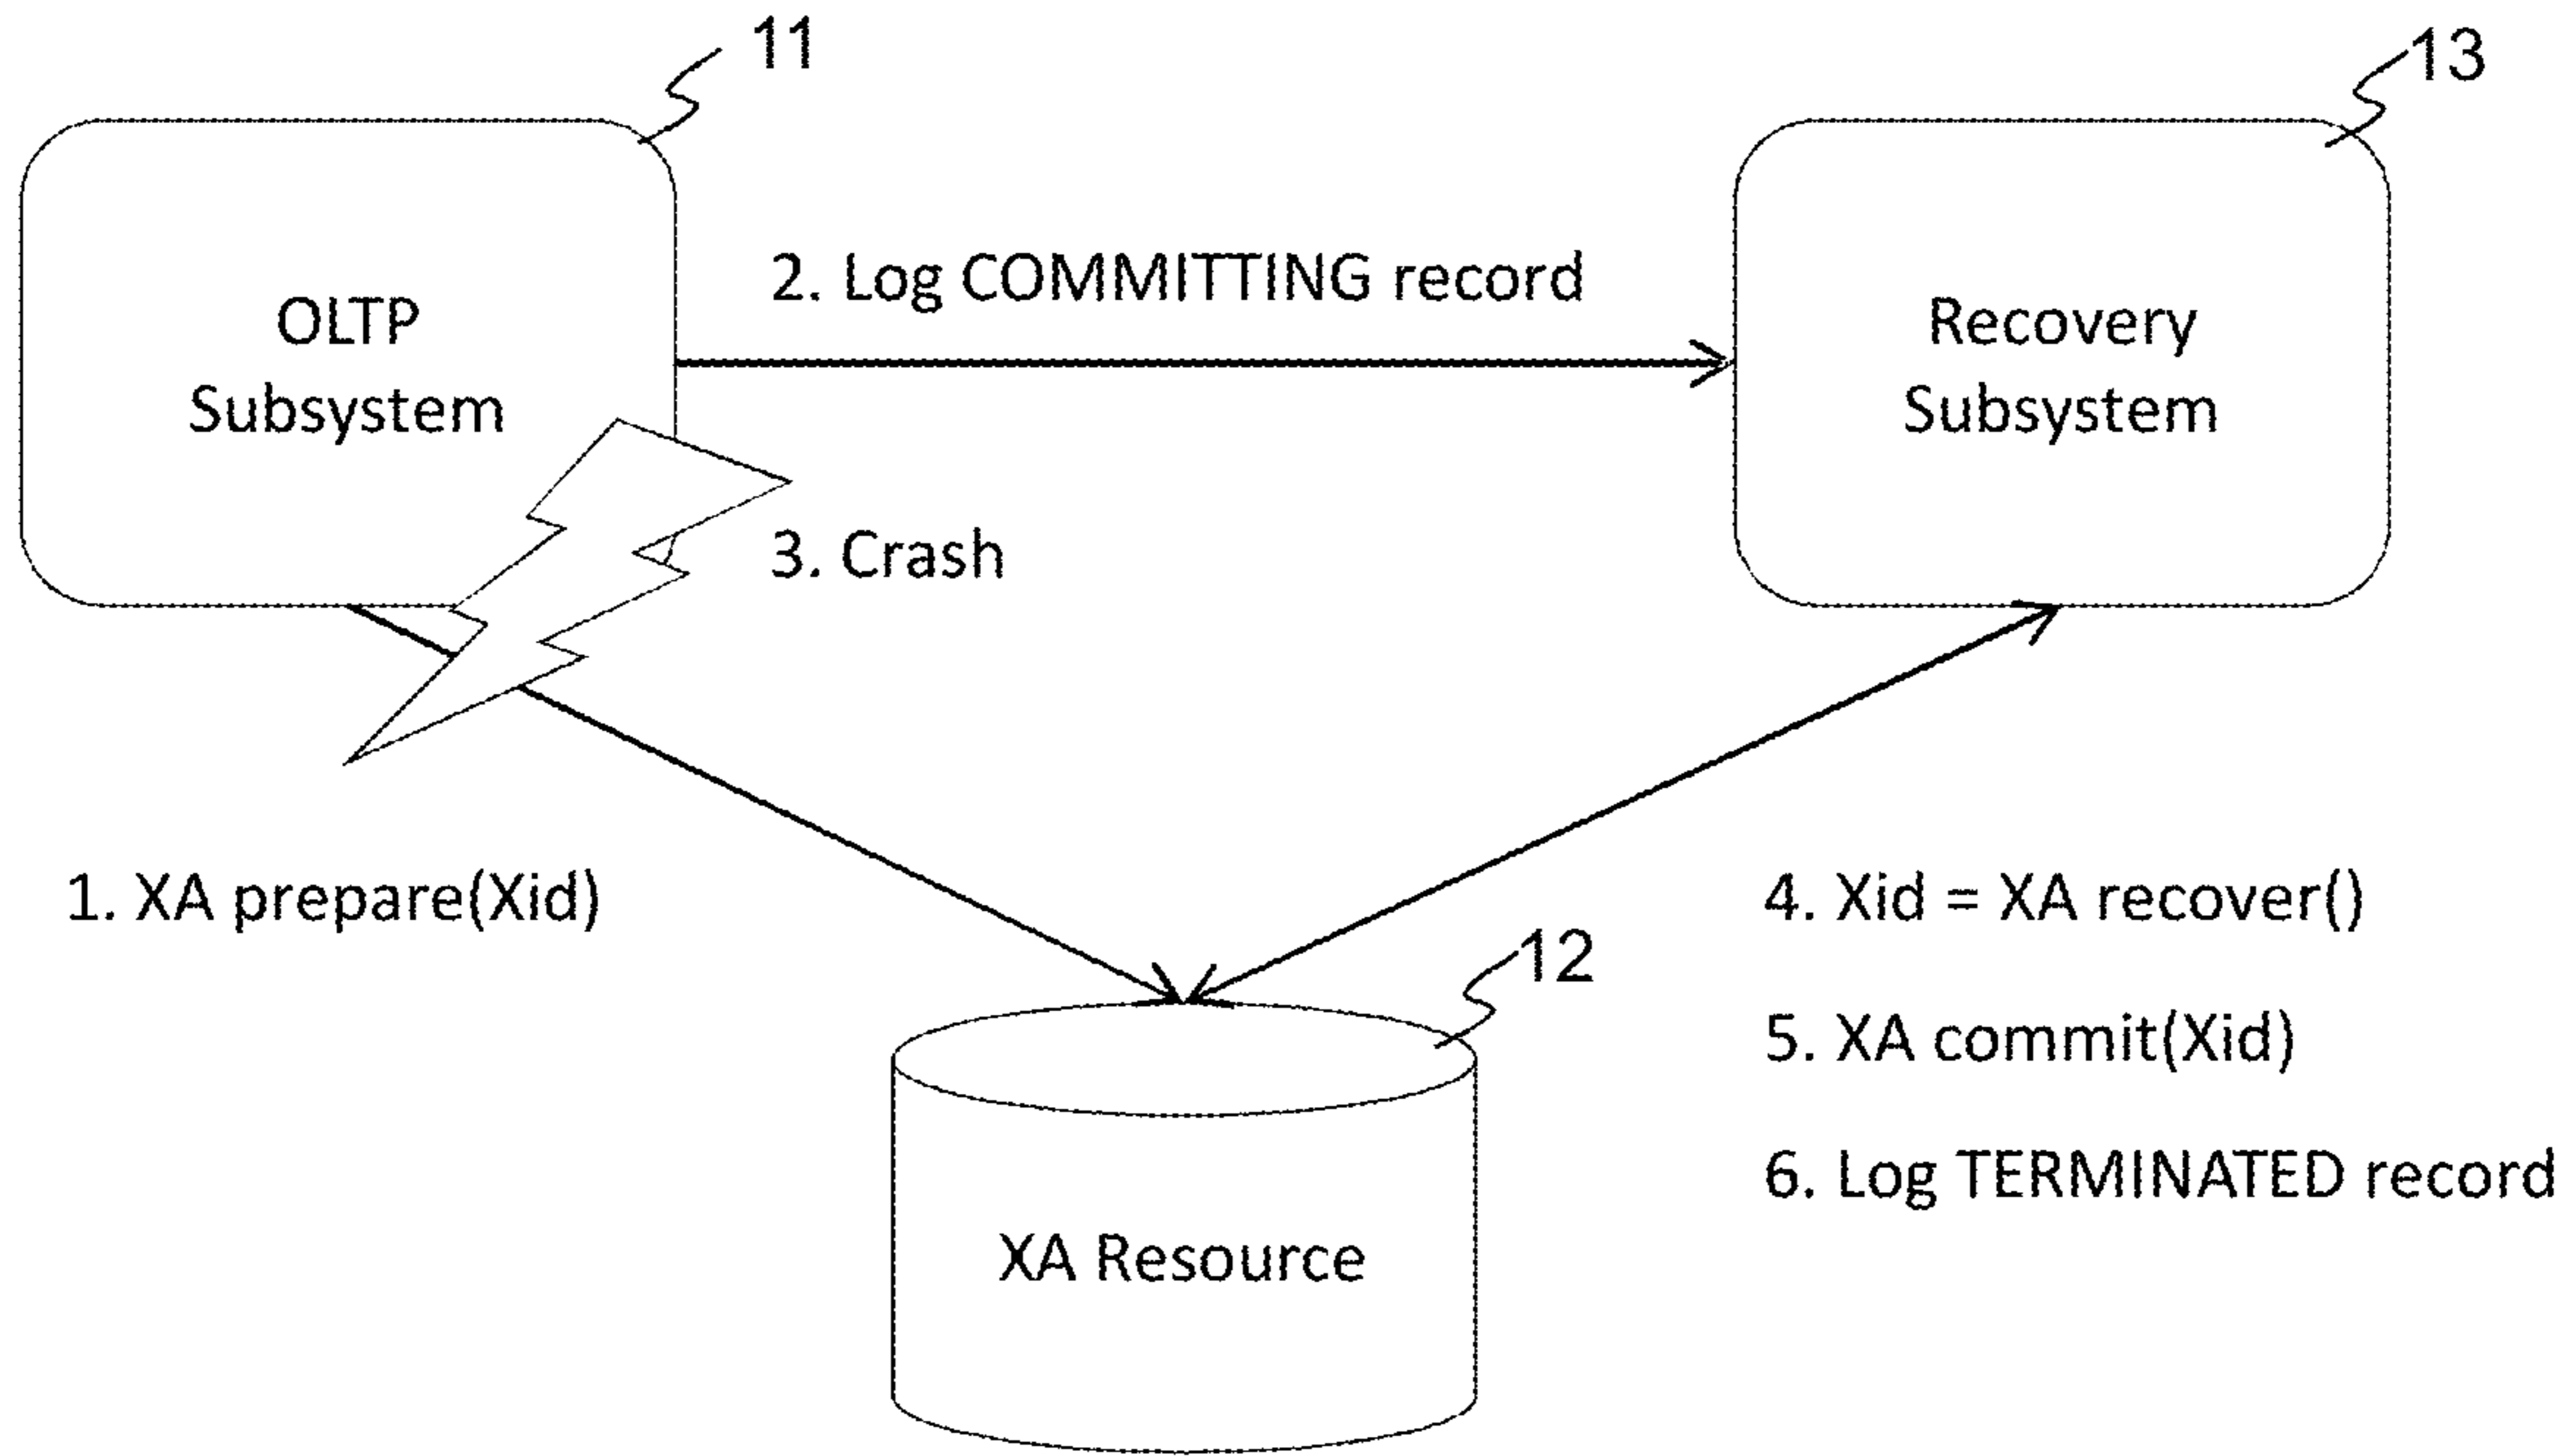 11
13
OLTP
Subsystem
2. Log COMMITTING record
Recovery
Subsystem
3. Crash
1. XA prepare(Xid)
4. Xid = XA recover()
12
5. XA commit(Xid)
6. Log TERMINATED record
XA Resource